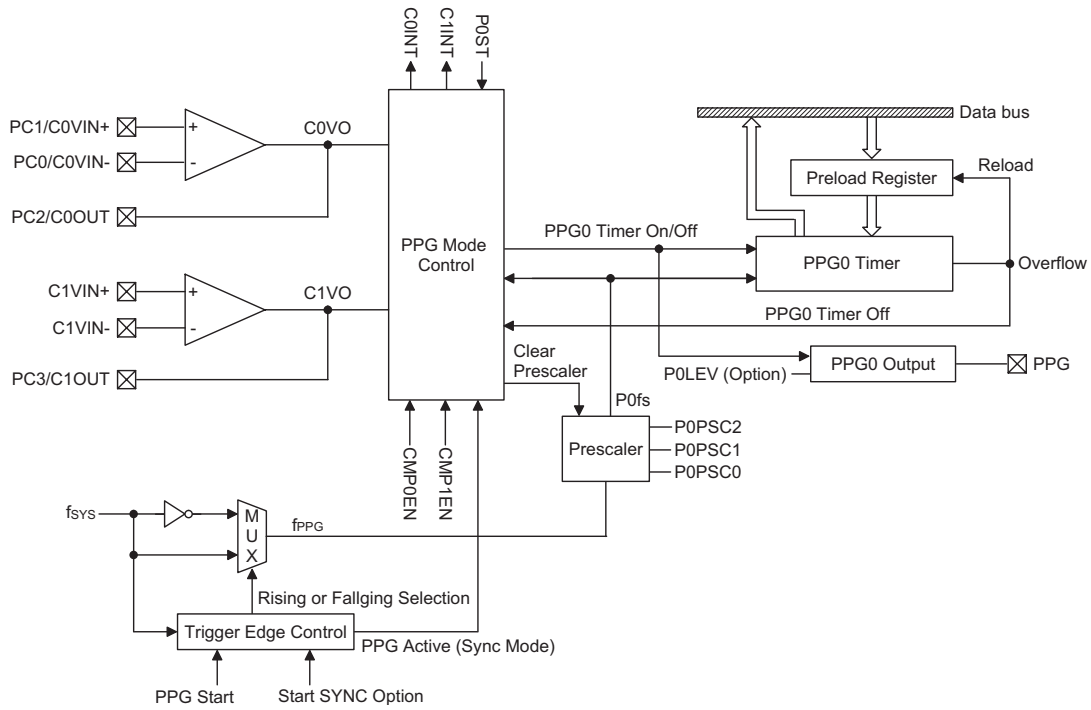 C0INT
C1INT
P0ST
PC1/C0VIN+
PC0/C0VIN-
PC2/C0OUT
+
-
C0VO
C1VIN+
C1VIN-
PC3/C1OUT
+
-
C1VO
PPG Mode
Control
Data bus
Preload Register
Reload
PPG0 Timer On/Off
PPG0 Timer
Overflow
PPG0 Timer Off
Clear
Prescaler
P0LEV (Option)
PPG0 Output
PPG
P0fs
Prescaler
P0PSC2
P0PSC1
P0PSC0
CMP0EN
CMP1EN
fSYS
M
U
X
fPPG
Rising or Fallging Selection
Trigger Edge Control
PPG Active (Sync Mode)
PPG Start
Start SYNC Option